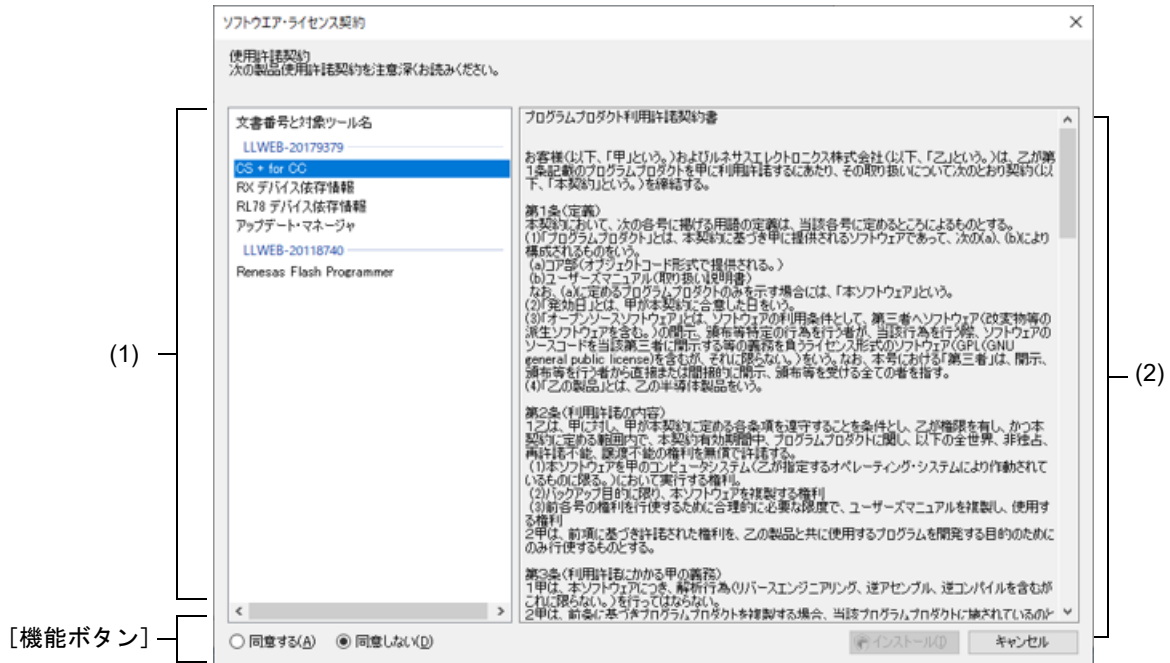 ソフトウエア・ライセンス契約
使用許諾契約
次の製品使用許諾契約を注意深くお読みください。
(1)
文書番号と対象ツール名
LLWEB-20179379
CS + for CC
RX デバイス依存情報
RL78 デバイス依存情報
アップデート・マネージャ
LLWEB-20118740
Renesas Flash Programmer
(2)
プログラムプロダクト利用許諾契約書
お客様(以下、「甲」という。)およびルネサスエレクトロニクス株式会社(以下、「乙」という。)は、乙が第
1条記載のプログラムプロダクトを甲に利用許諾するにあたり、その取り扱いについて次のとおり契約(以
下、「本契約」という。)を締結する。
第1条(定義)
本契約において、次の各号に掲げる用語の定義は、当該各号に定めるところによるものとする。
(1)「プログラムプロダクト」とは、本契約に基づき甲に提供されるソフトウェアであって、次の(a)、(b)により
構成されるものをいう。
(a)コア部(オブジェクトコード形式で提供される。)
(b)ユーザーズマニュアル(取り扱い説明書)
なお、(a)に定めるプログラムプロダクトのみを示す場合には、「本ソフトウェア」という。
(2)「発効日」とは、甲が本契約に合意した日をいう。
(3)「オープンソースソフトウェア」とは、ソフトウェアの利用条件として、第三者へソフトウェア(改変物等の
派生ソフトウェアを含む。)の開示、頒布等特定の行為を行う者が、当該行為を行う際、ソフトウェアの
ソースコードを当該第三者に開示する等の義務を負うライセンス形式のソフトウェア(GPL(GNU
general public license)を含むが、それに限らない。)をいう。なお、本号における「第三者」は、開示、
頒布等を行う者から直接または間接的に開示、頒布等を受ける全ての者を指す。
(4)「乙の製品」とは、乙の半導体製品をいう。
第2条(利用許諾の内容)
1乙は、甲に対し、甲が本契約に定める各条項を遵守することを条件とし、乙が権限を有し、かつ本
契約に定める範囲内で、本契約有効期間中、プログラムプロダクトに関し、以下の全世界、非独占、
再許諾不能、譲渡不能の権利を無償で許諾する。
(1)本ソフトウェアを甲のコンピュータシステム(乙が指定するオペレーティング・システムにより作動されて
いるものに限る。)において実行する権利。
(2)バックアップ目的に限り、本ソフトウェアを複製する権利
(3)前各号の権利を行使するために合理的に必要な限度で、ユーザーズマニュアルを複製し、使用す
る権利
2甲は、前項に基づき許諾された権利を、乙の製品と共に使用するプログラムを開発する目的のために
のみ行使するものとする。
第3条(利用許諾にかかる甲の義務)
1甲は、本ソフトウェアにつき、解析行為(リバースエンジニアリング、逆アセンブル、逆コンパイルを含むが
これに限らない。)を行ってはならない。
2甲は、前条に基づきプログラムプロダクトを複製する場合、当該プログラムプロダクトに施されているのと
[機能ボタン]
同意する(A) 同意しない(D) インストール(I) キャンセル